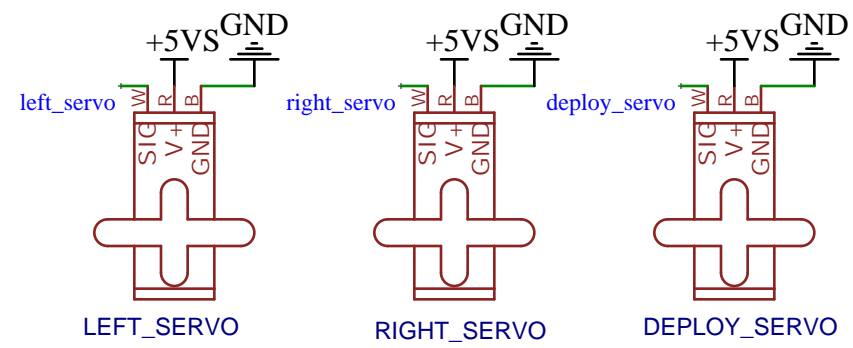 +5VS GND +5VS GND +5VS GND
left_servo W R B right_servo W R B deploy_servo W R B
SIG V+ GND SIG V+ GND SIG V+ GND
LEFT_SERVO RIGHT_SERVO DEPLOY_SERVO